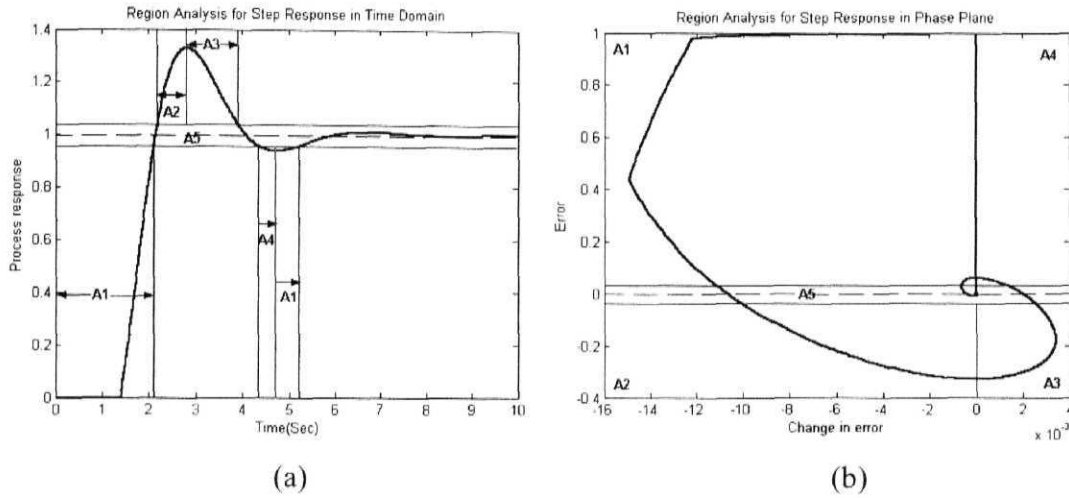 Region Analysis for Step Response in Time Domain
1.4
1.2
1
0.8
0.6
0.4
0.2
0
Process response
A3
A2
A5
A4
A1
A1
0 1 2 3 4 5 6 7 8 9 10
Time(Sec)
(a)
Region Analysis for Step Response in Phase Plane
1
0.8
0.6
0.4
0.2
0
-0.2
-0.4
Error
A1
A4
A5
A2
A3
-16 -14 -12 -10 -8 -6 -4 -2 0 2 4
Change in error
x 10
(b)